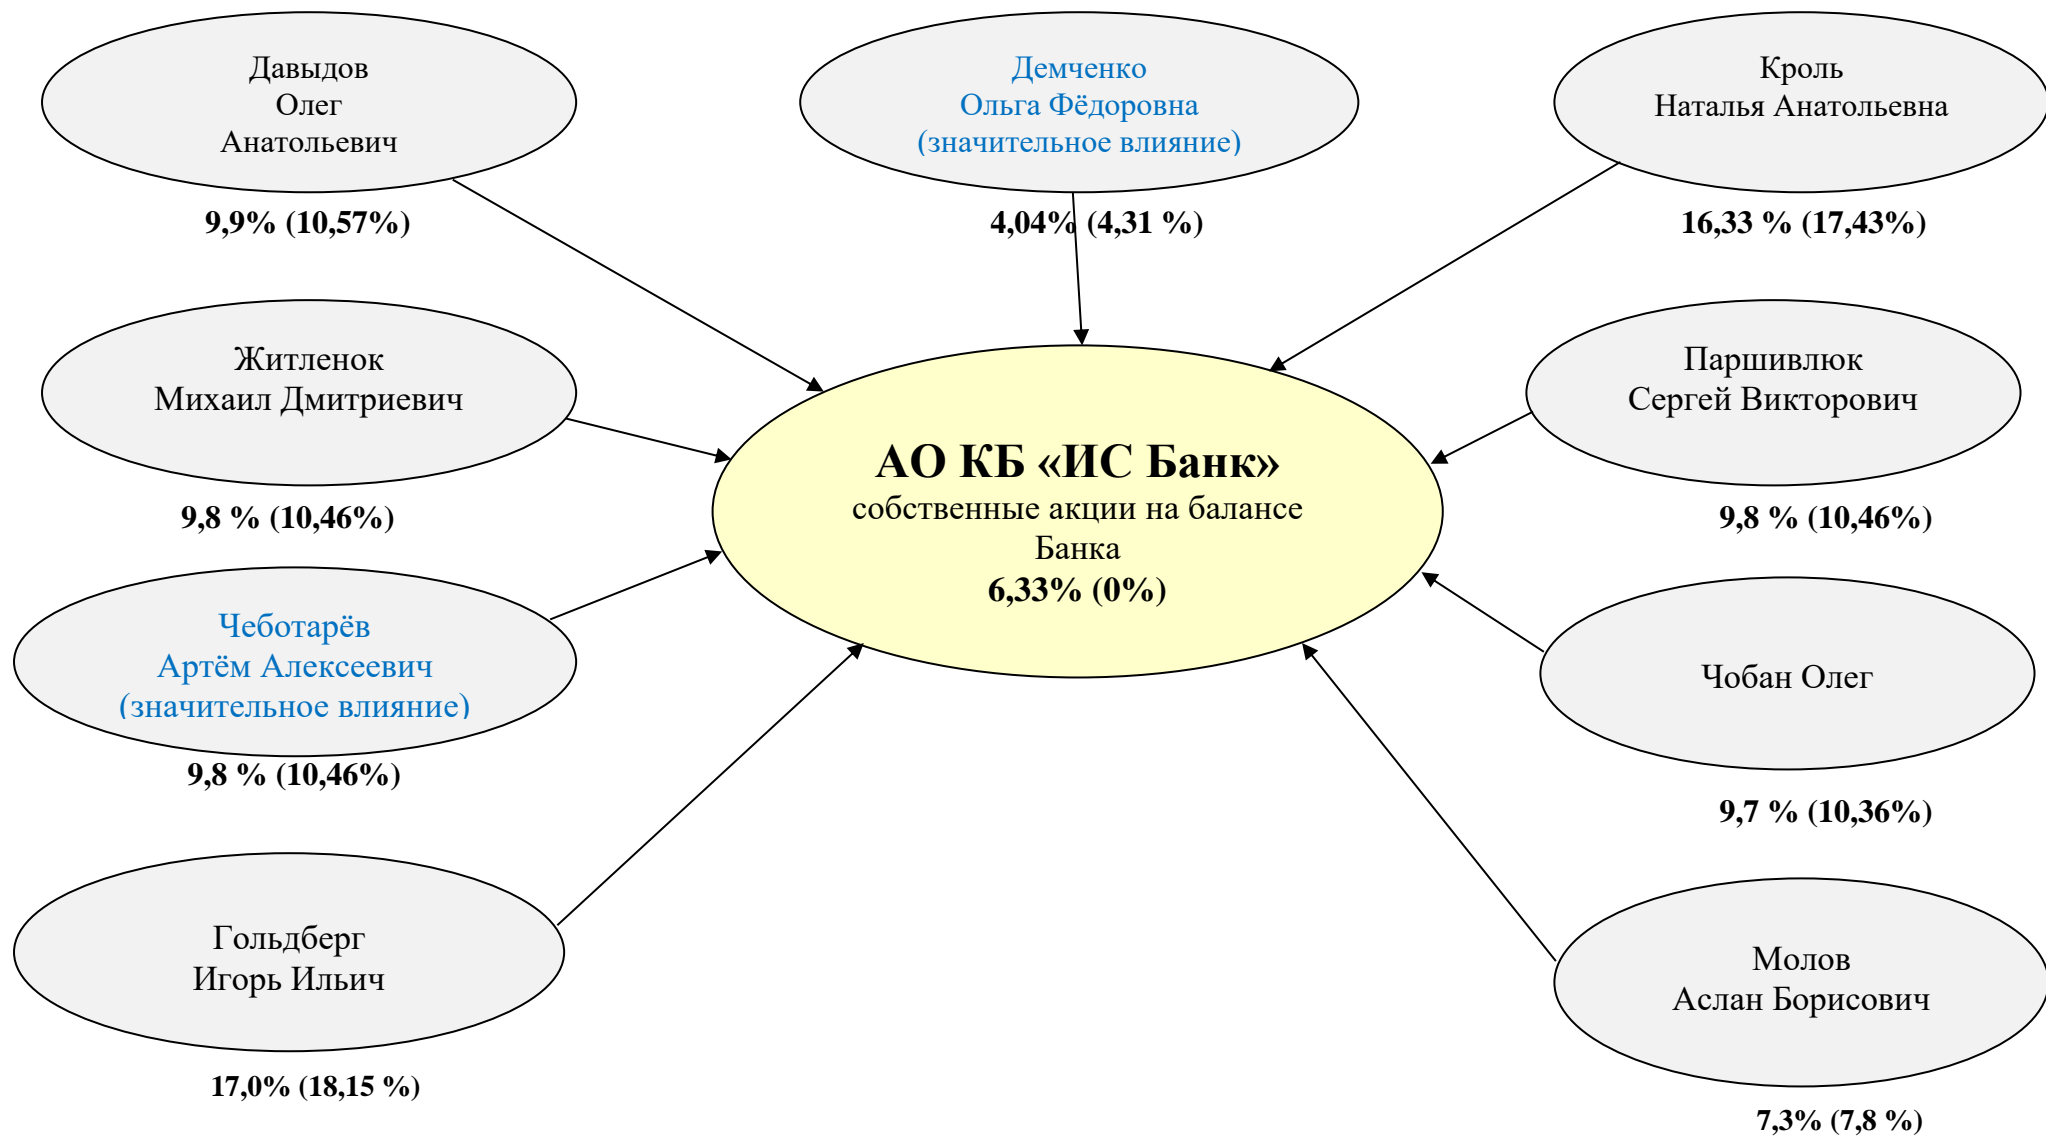 Давыдов
Олег
Анатольевич
9,9% (10,57%)
Демченко
Ольга Фёдоровна
(значительное влияние)
4,04% (4,31 %)
Кроль
Наталья Анатольевна
16,33 % (17,43%)
Житленок
Михаил Дмитриевич
9,8 % (10,46%)
АО КБ «ИС Банк»
собственные акции на балансе
Банка
6,33% (0%)
Паршивлюк
Сергей Викторович
9,8 % (10,46%)
Чеботарёв
Артём Алексеевич
(значительное влияние)
9,8 % (10,46%)
Чобан Олег
9,7 % (10,36%)
Гольдберг
Игорь Ильич
17,0% (18,15 %)
Молов
Аслан Борисович
7,3% (7,8 %)